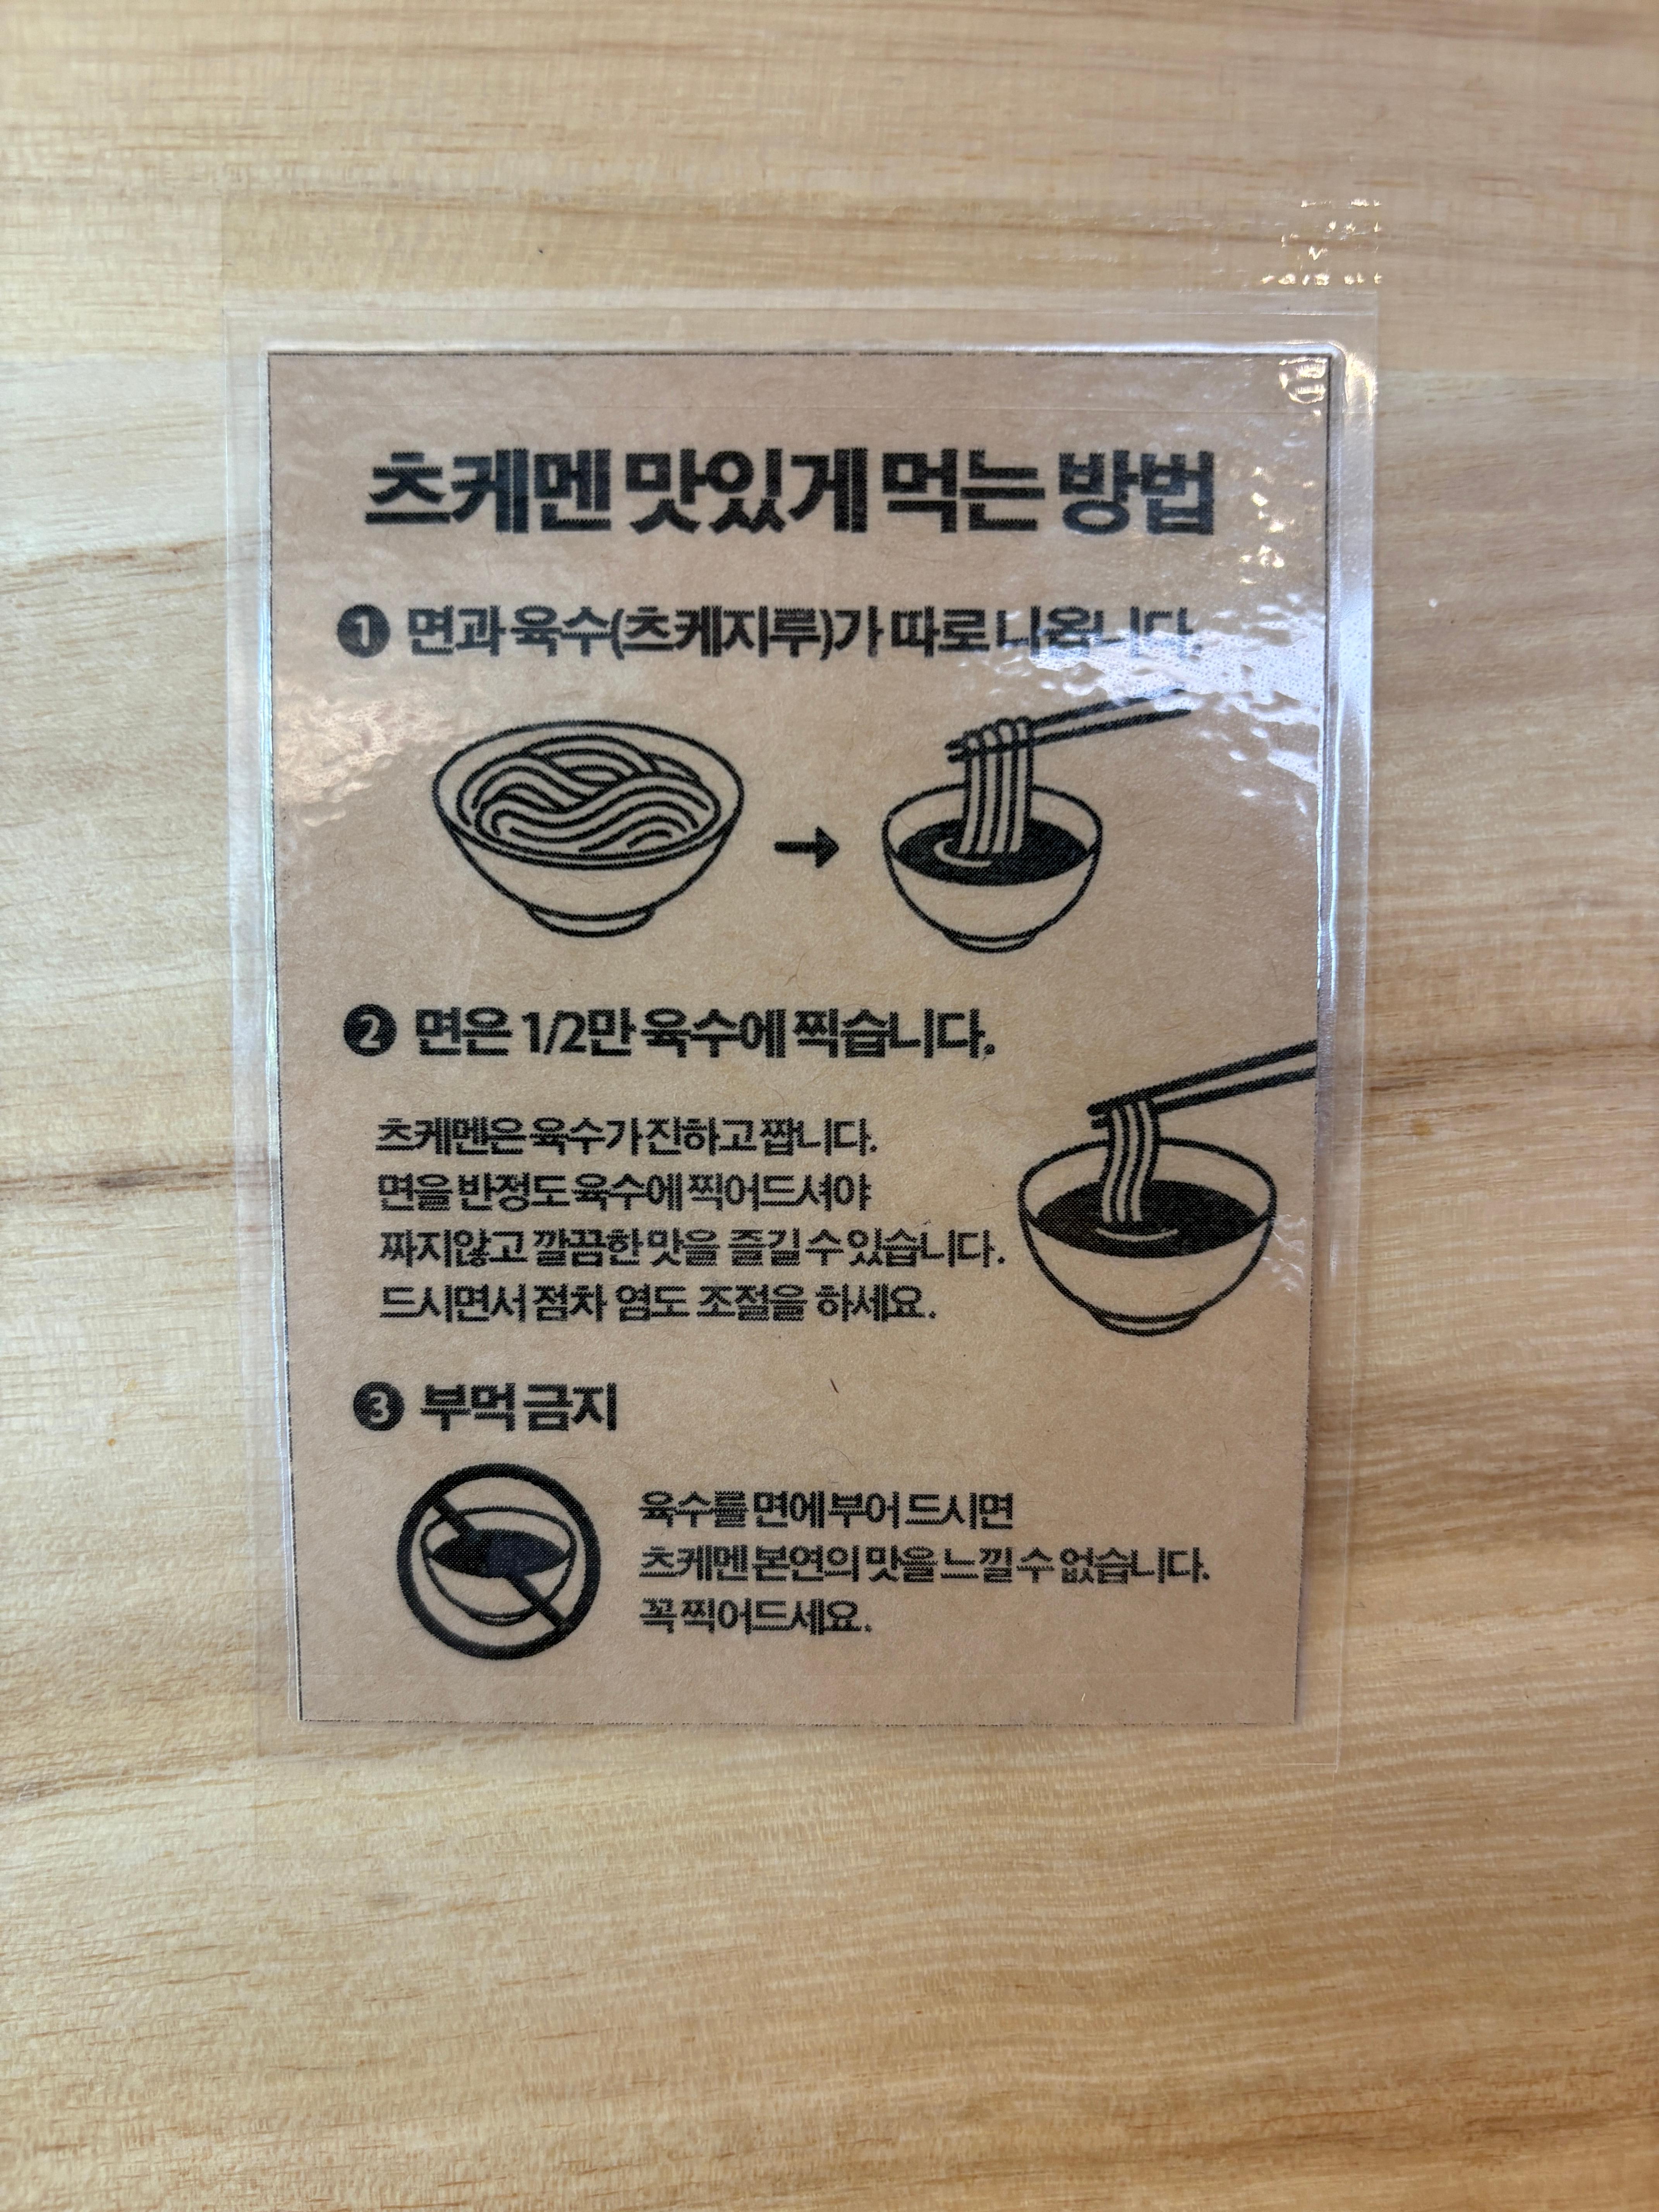 츠케멘 맛있게 먹는 방법
1 면과 육수(츠케지루)가 따로 나옵니다.
2 면은 1/2만 육수에 찍습니다.
츠케멘은 육수가 진하고 짭니다.
면을 반정도 육수에 찍어드셔야
짜지않고 깔끔한 맛을 즐길 수 있습니다.
드시면서 점차 염도 조절을 하세요.
3 부먹 금지
육수를 면에 부어 드시면
츠케멘 본연의 맛을 느낄 수 없습니다.
꼭 찍어드세요.